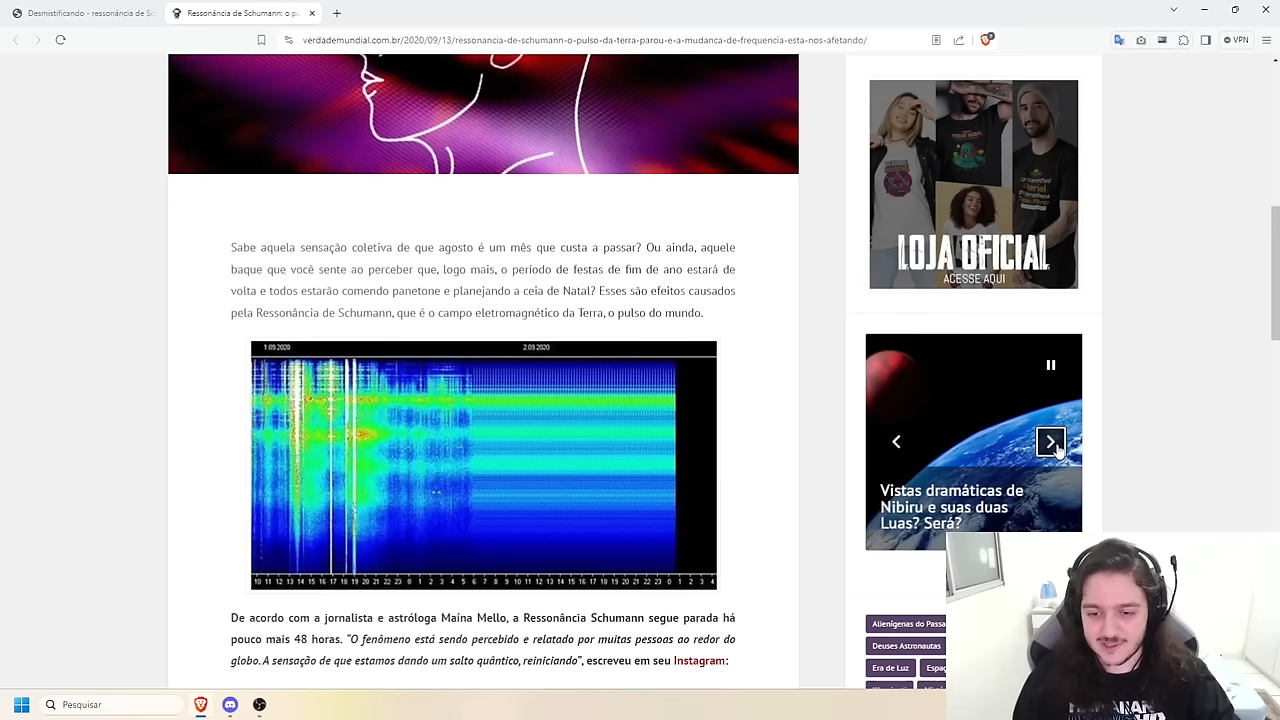 Desmistificando - ressonância de Sc
Ressonância de Schumann: o pu
verdademundial.com.br/2020/09/13/ressonancia-de-schumann-o-pulso-da-terra-parou-e-a-mudanca-de-frequencia-esta-nos-afetando/
VPN
LOJA OFICIAL
ACESSE AQUI
Sabe aquela sensação coletiva de que agosto é um mês que custa a passar? Ou ainda, aquele
baque que você sente ao perceber que, logo mais, o período de festas de fim de ano estará de
volta e todos estarão comendo panetone e planejando a ceia de Natal? Esses são efeitos causados
pela Ressonância de Schumann, que é o campo eletromagnético da Terra, o pulso do mundo.
1.09.2020
2.09.2020
10 11 12 13 14 15 16 17 18 19 20 21 22 23 0 1 2 3 4 5 6 7 8 9 10 11 12 13 14 15 16 17 18 19 20 21 22 23 0 1 2 3 4
Vistas dramáticas de
Nibiru e suas duas
Luas? Será?
De acordo com a jornalista e astróloga Maína Mello, a Ressonância Schumann segue parada há
pouco mais 48 horas. “O fenômeno está sendo percebido e relatado por muitas pessoas ao redor do
globo. A sensação de que estamos dando um salto quântico, reiniciando”, escreveu em seu Instagram:
Alienígenas do Passa
Deuses Astronautas
Era de Luz
Espaç
Pesquisar